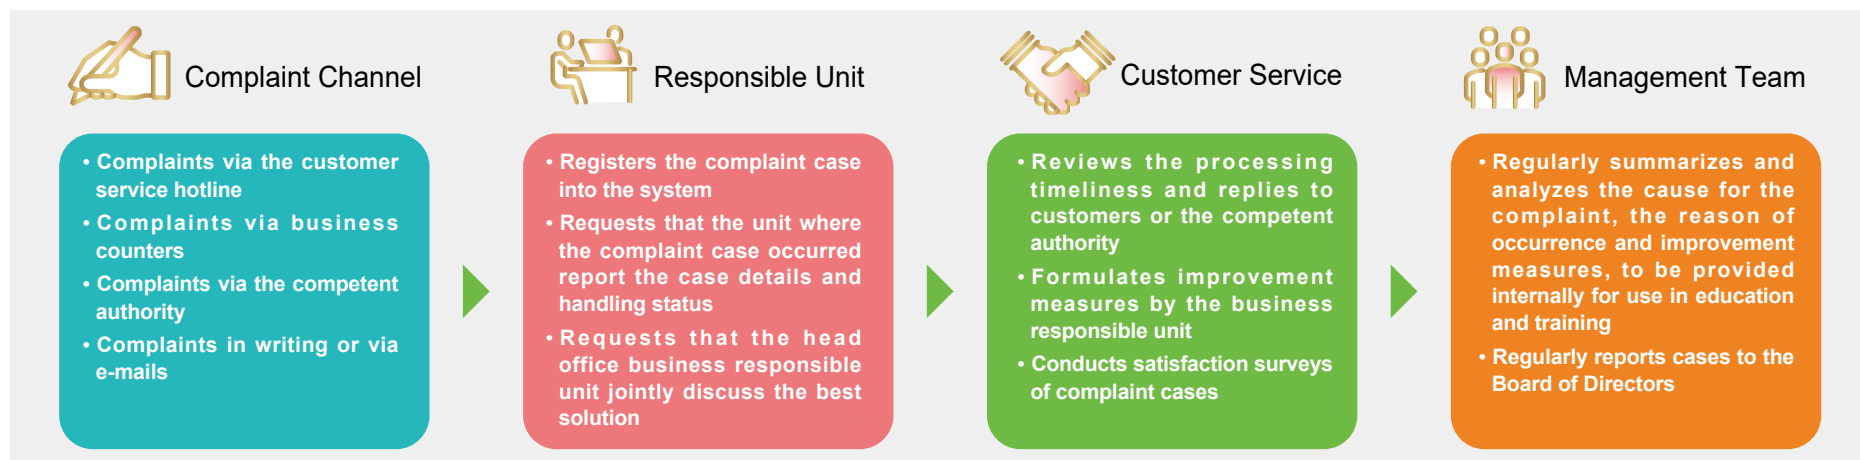 Complaint Channel
• Complaints via the customer
service hotline
• Complaints via business
counters
• Complaints via the competent
authority
• Complaints in writing or via
e-mails
Responsible Unit
• Registers the complaint case
into the system
• Requests that the unit where
the complaint case occurred
report the case details and
handling status
• Requests that the head
office business responsible
unit jointly discuss the best
solution
Customer Service
• Reviews the processing
timeliness and replies to
customers or the competent
authority
• Formulates improvement
measures by the business
responsible unit
• Conducts satisfaction surveys
of complaint cases
Management Team
• Regularly summarizes and
analyzes the cause for the
complaint, the reason of
occurrence and improvement
measures, to be provided
internally for use in education
and training
• Regularly reports cases to the
Board of Directors